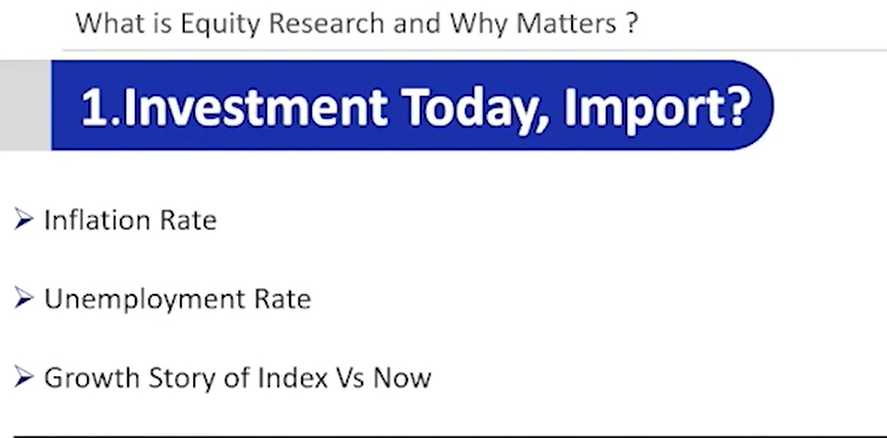 What is Equity Research and Why Matters ?
1.Investment Today, Import?
➢ Inflation Rate
➢ Unemployment Rate
➢ Growth Story of Index Vs Now